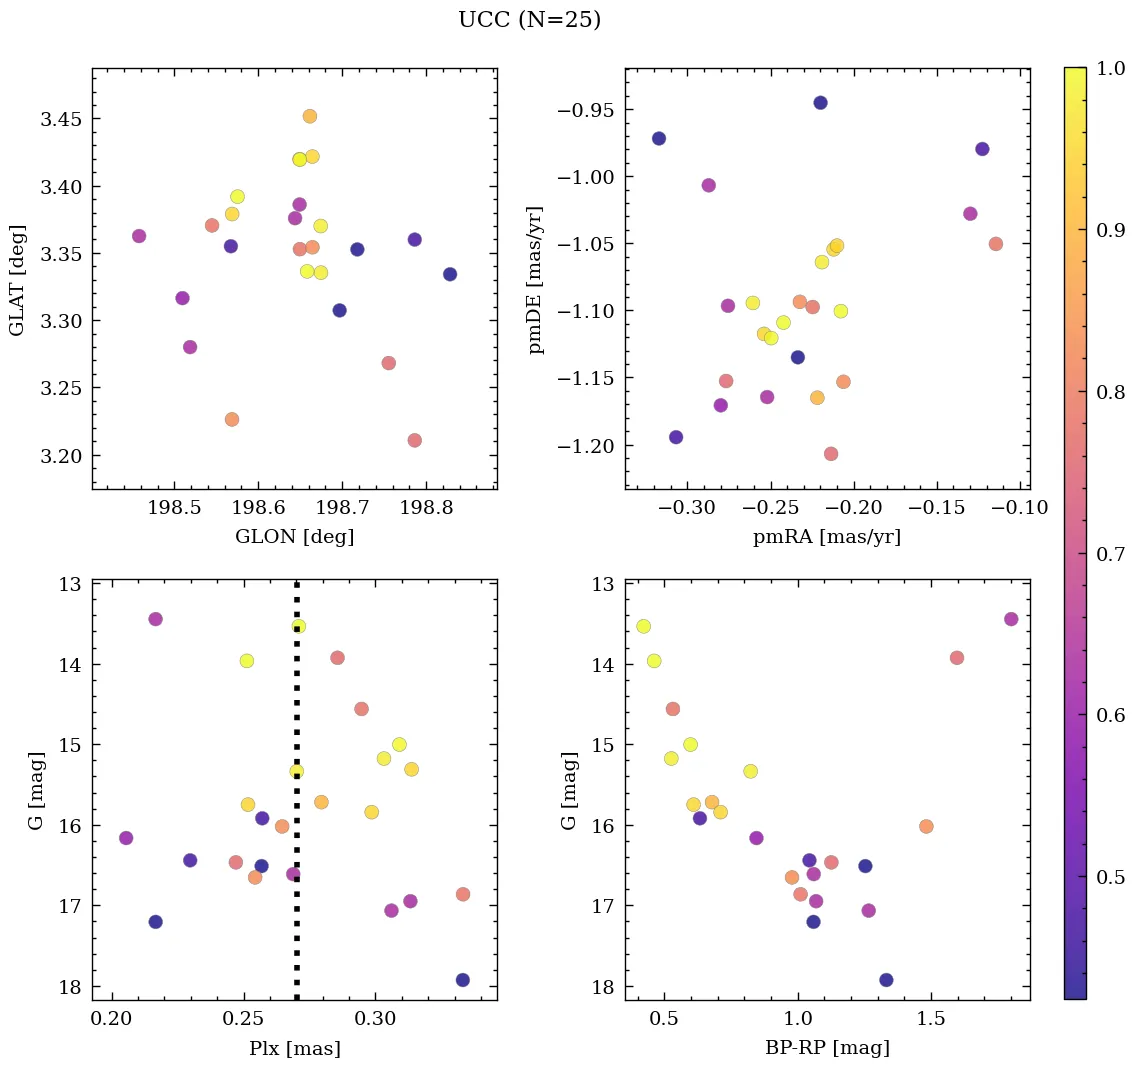 UCC (N=25)
3.45
3.40
3.35
3.30
3.25
3.20
GLAT [deg]
198.5 198.6 198.7 198.8
GLON [deg]
−0.95
−1.00
−1.05
−1.10
−1.15
−1.20
pmDE [mas/yr]
−0.30 −0.25 −0.20 −0.15 −0.10
pmRA [mas/yr]
1.0
0.9
0.8
0.7
0.6
0.5
13
14
15
16
17
18
G [mag]
0.20 0.25 0.30
Plx [mas]
13
14
15
16
17
18
G [mag]
0.5 1.0 1.5
BP-RP [mag]